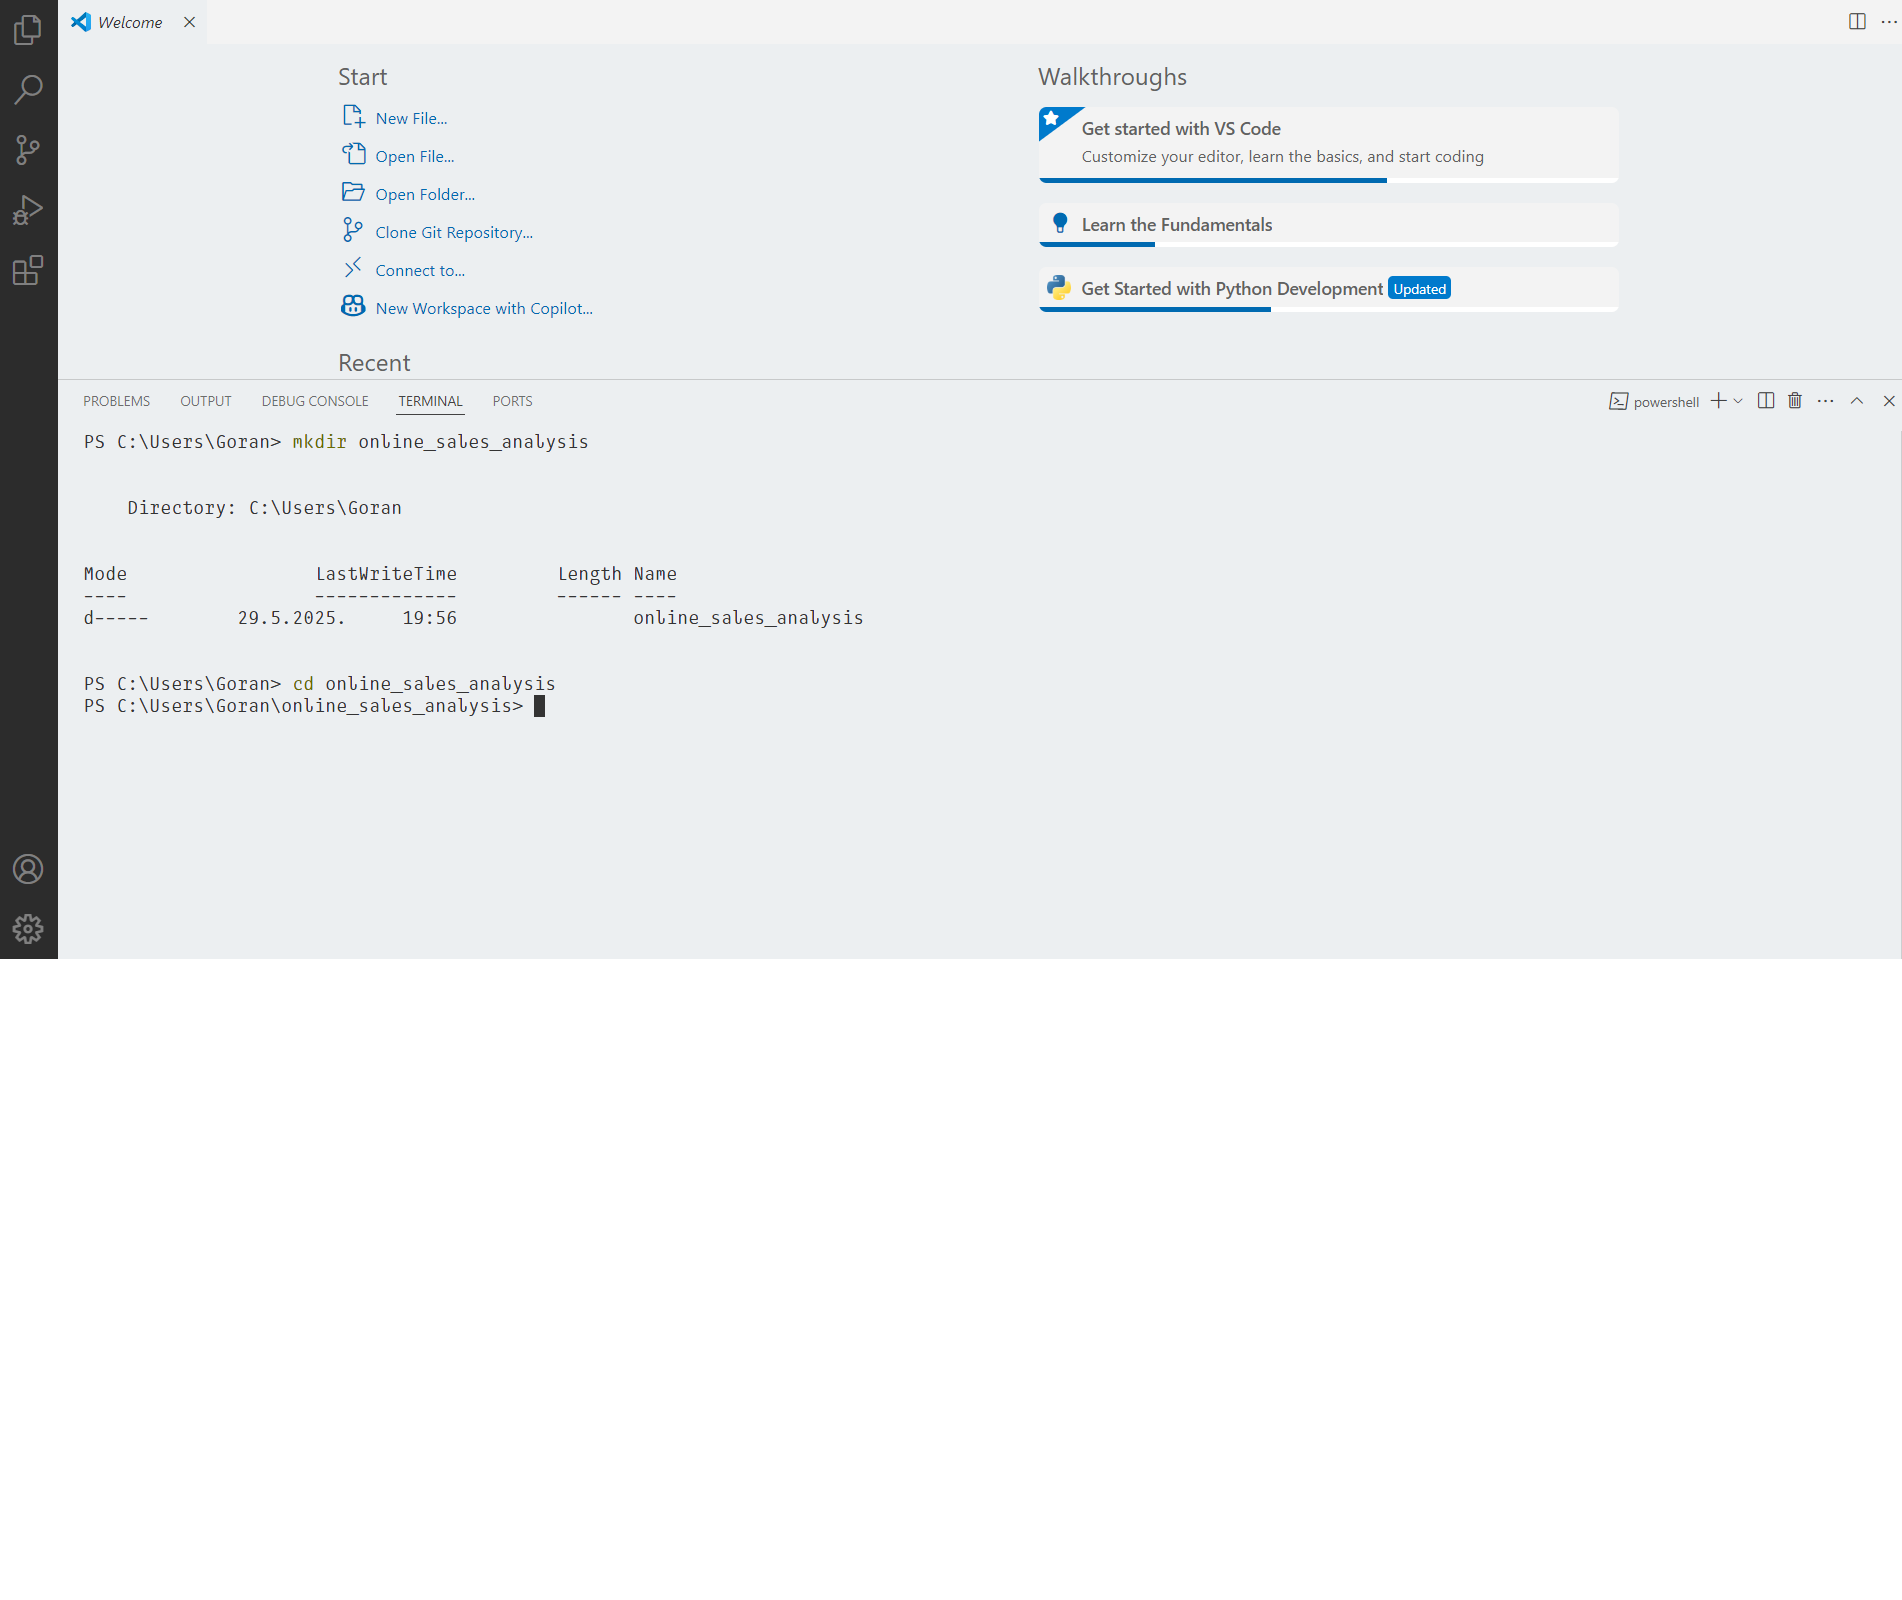 Welcome
Start
New File...
Open File...
Open Folder...
Clone Git Repository...
Connect to...
New Workspace with Copilot...
Recent
Walkthroughs
Get started with VS Code
Customize your editor, learn the basics, and start coding
Learn the Fundamentals
Get Started with Python Development Updated
PROBLEMS OUTPUT DEBUG CONSOLE TERMINAL PORTS powershell
PS C:\Users\Goran> mkdir online_sales_analysis
Directory: C:\Users\Goran
Mode LastWriteTime Length Name
---- ------------- ------ ----
d----- 29.5.2025. 19:56 online_sales_analysis
PS C:\Users\Goran> cd online_sales_analysis
PS C:\Users\Goran\online_sales_analysis>